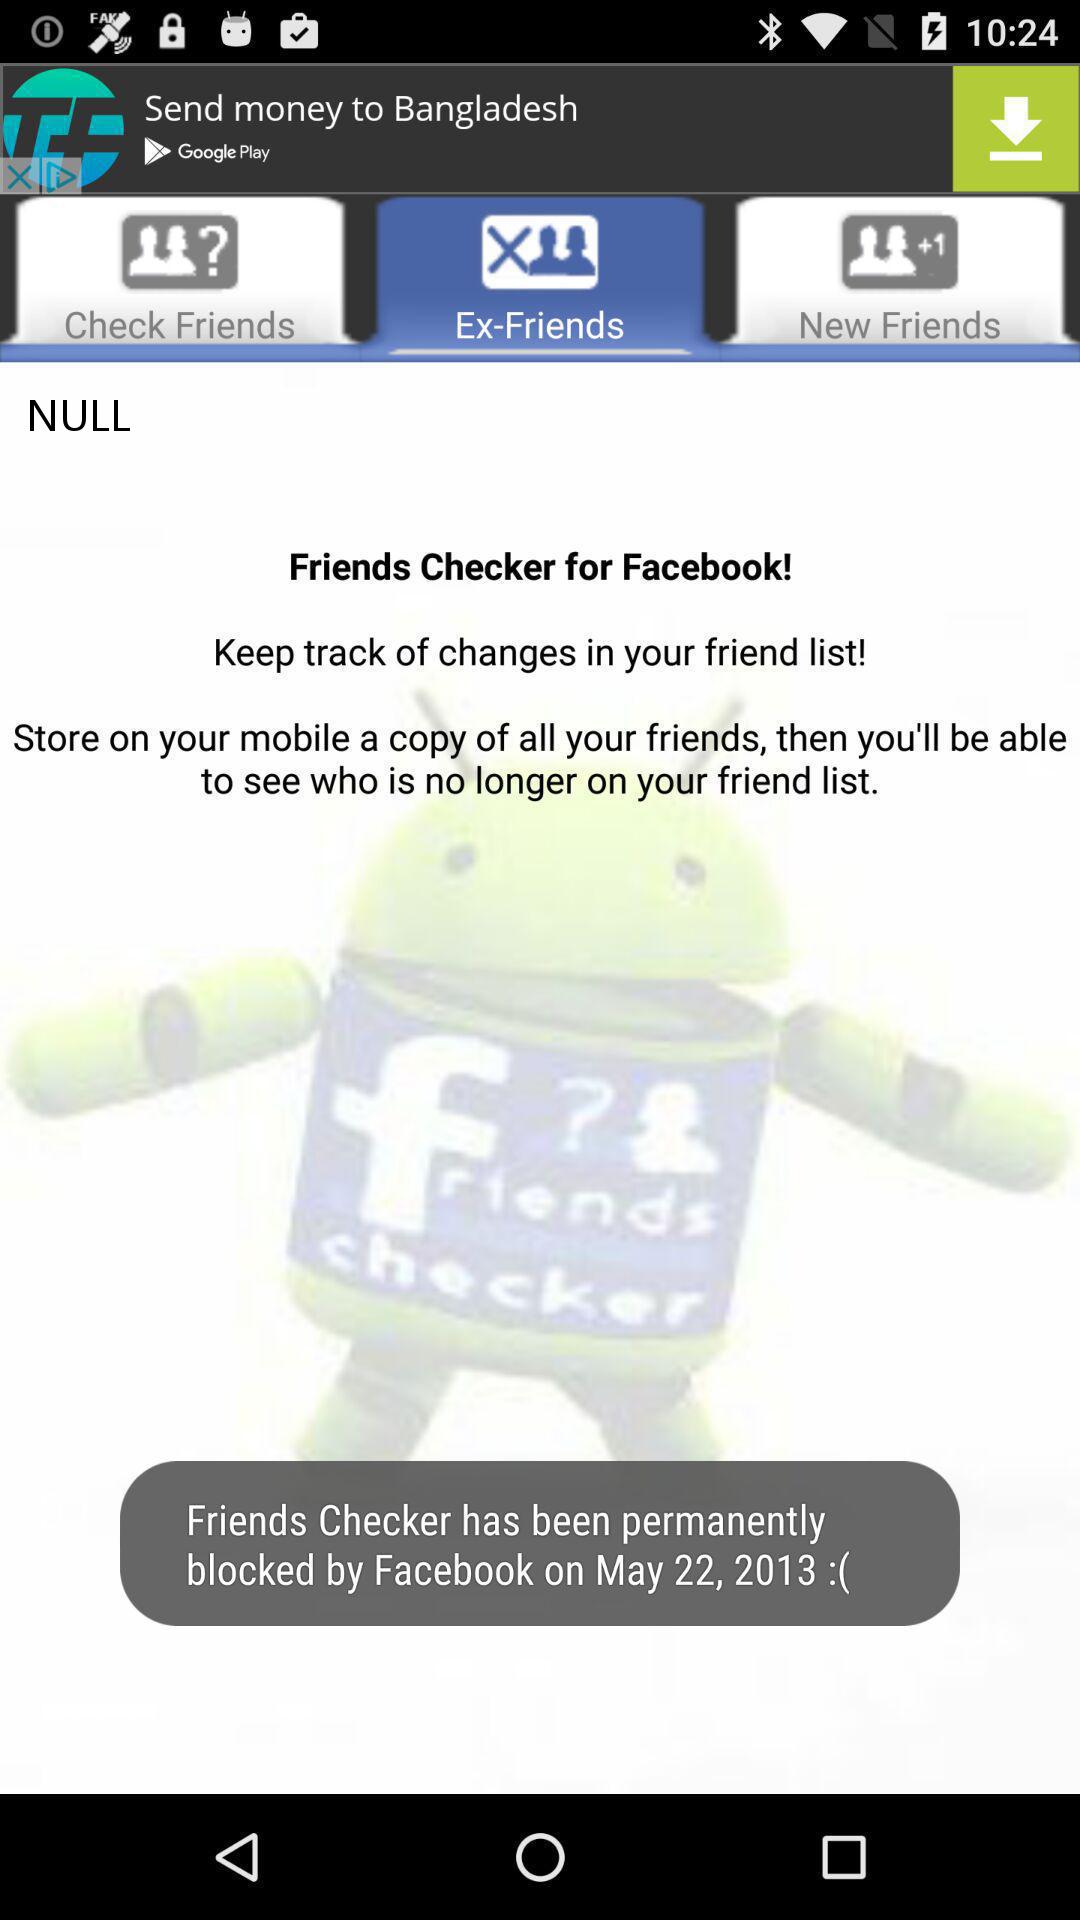 FAK
10:24
Send money to Bangladesh
Google Play
Check Friends
Ex-Friends
+1
New Friends
NULL
Friends Checker for Facebook!
Keep track of changes in your friend list!
Store on your mobile a copy of all your friends, then you'll be able
to see who is no longer on your friend list.
f ?
riends
checker
Friends Checker has been permanently
blocked by Facebook on May 22, 2013 :(